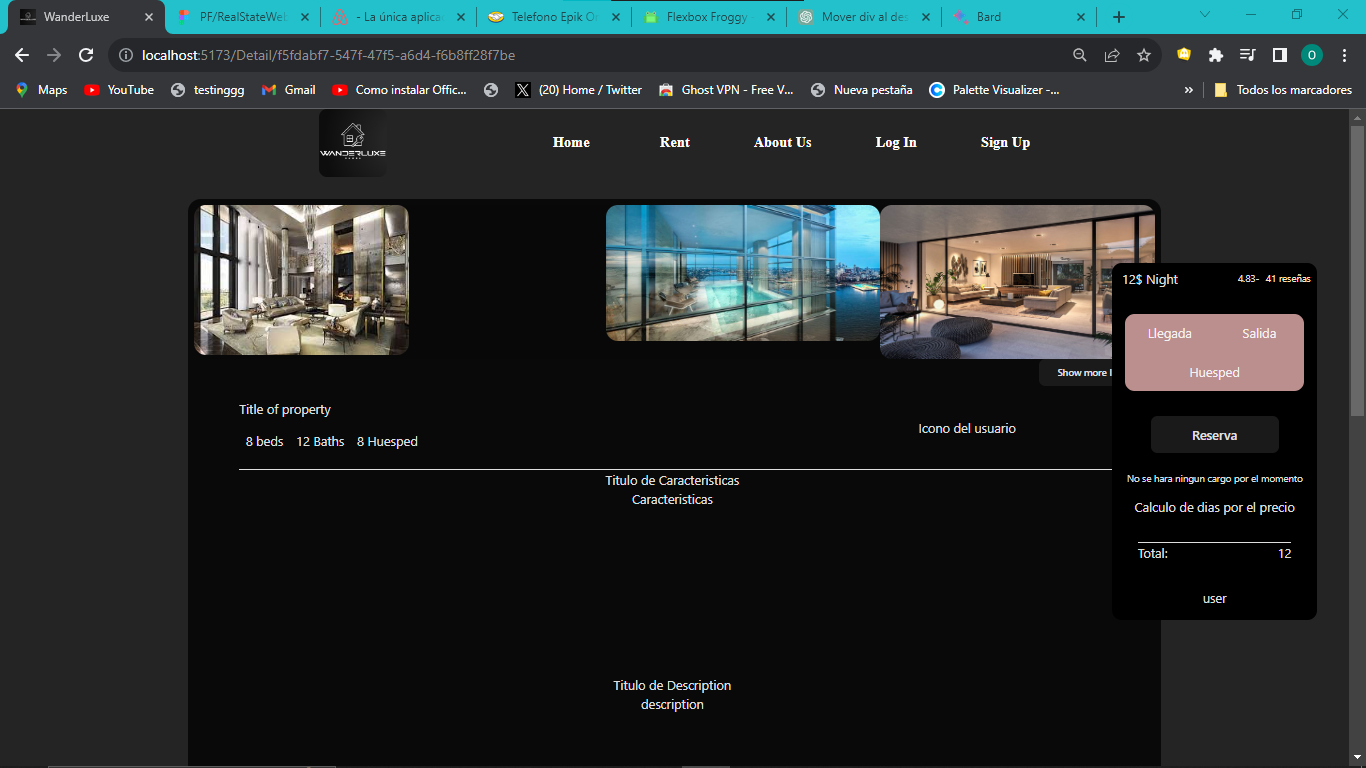 WanderLuxe
PF/RealStateWeb
- La única aplicac
Telefono Epik On
Flexbox Froggy
Mover div al des
Bard
localhost:5173/Detail/f5fdabf7-547f-47f5-a6d4-f6b8ff28f7be
O
Maps
YouTube
testinggg
Gmail
Como instalar Offic...
(20) Home / Twitter
Ghost VPN - Free V...
Nueva pestaña
Palette Visualizer -...
»
Todos los marcadores
WANDERLUXE
Home
Rent
About Us
Log In
Sign Up
12$ Night
4.83- 41 reseñas
Llegada
Salida
Huesped
Show more I
Title of property
8 beds 12 Baths 8 Huesped
Icono del usuario
Reserva
Titulo de Caracteristicas
Caracteristicas
No se hara ningun cargo por el momento
Calculo de dias por el precio
Total: 12
user
Titulo de Description
description